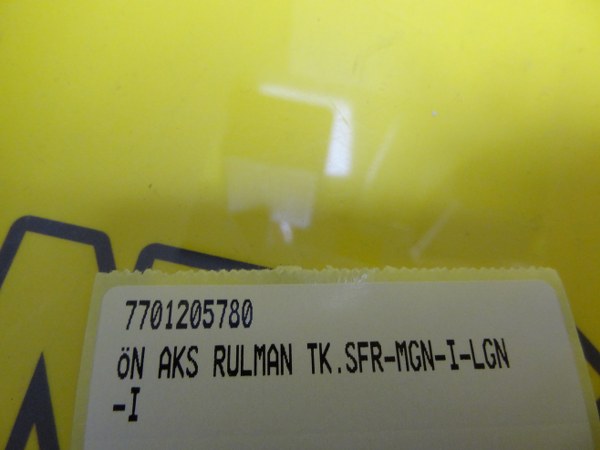 7701205780
öN AKS RULMAN TK.SFR-MGN-I-LGN
-I